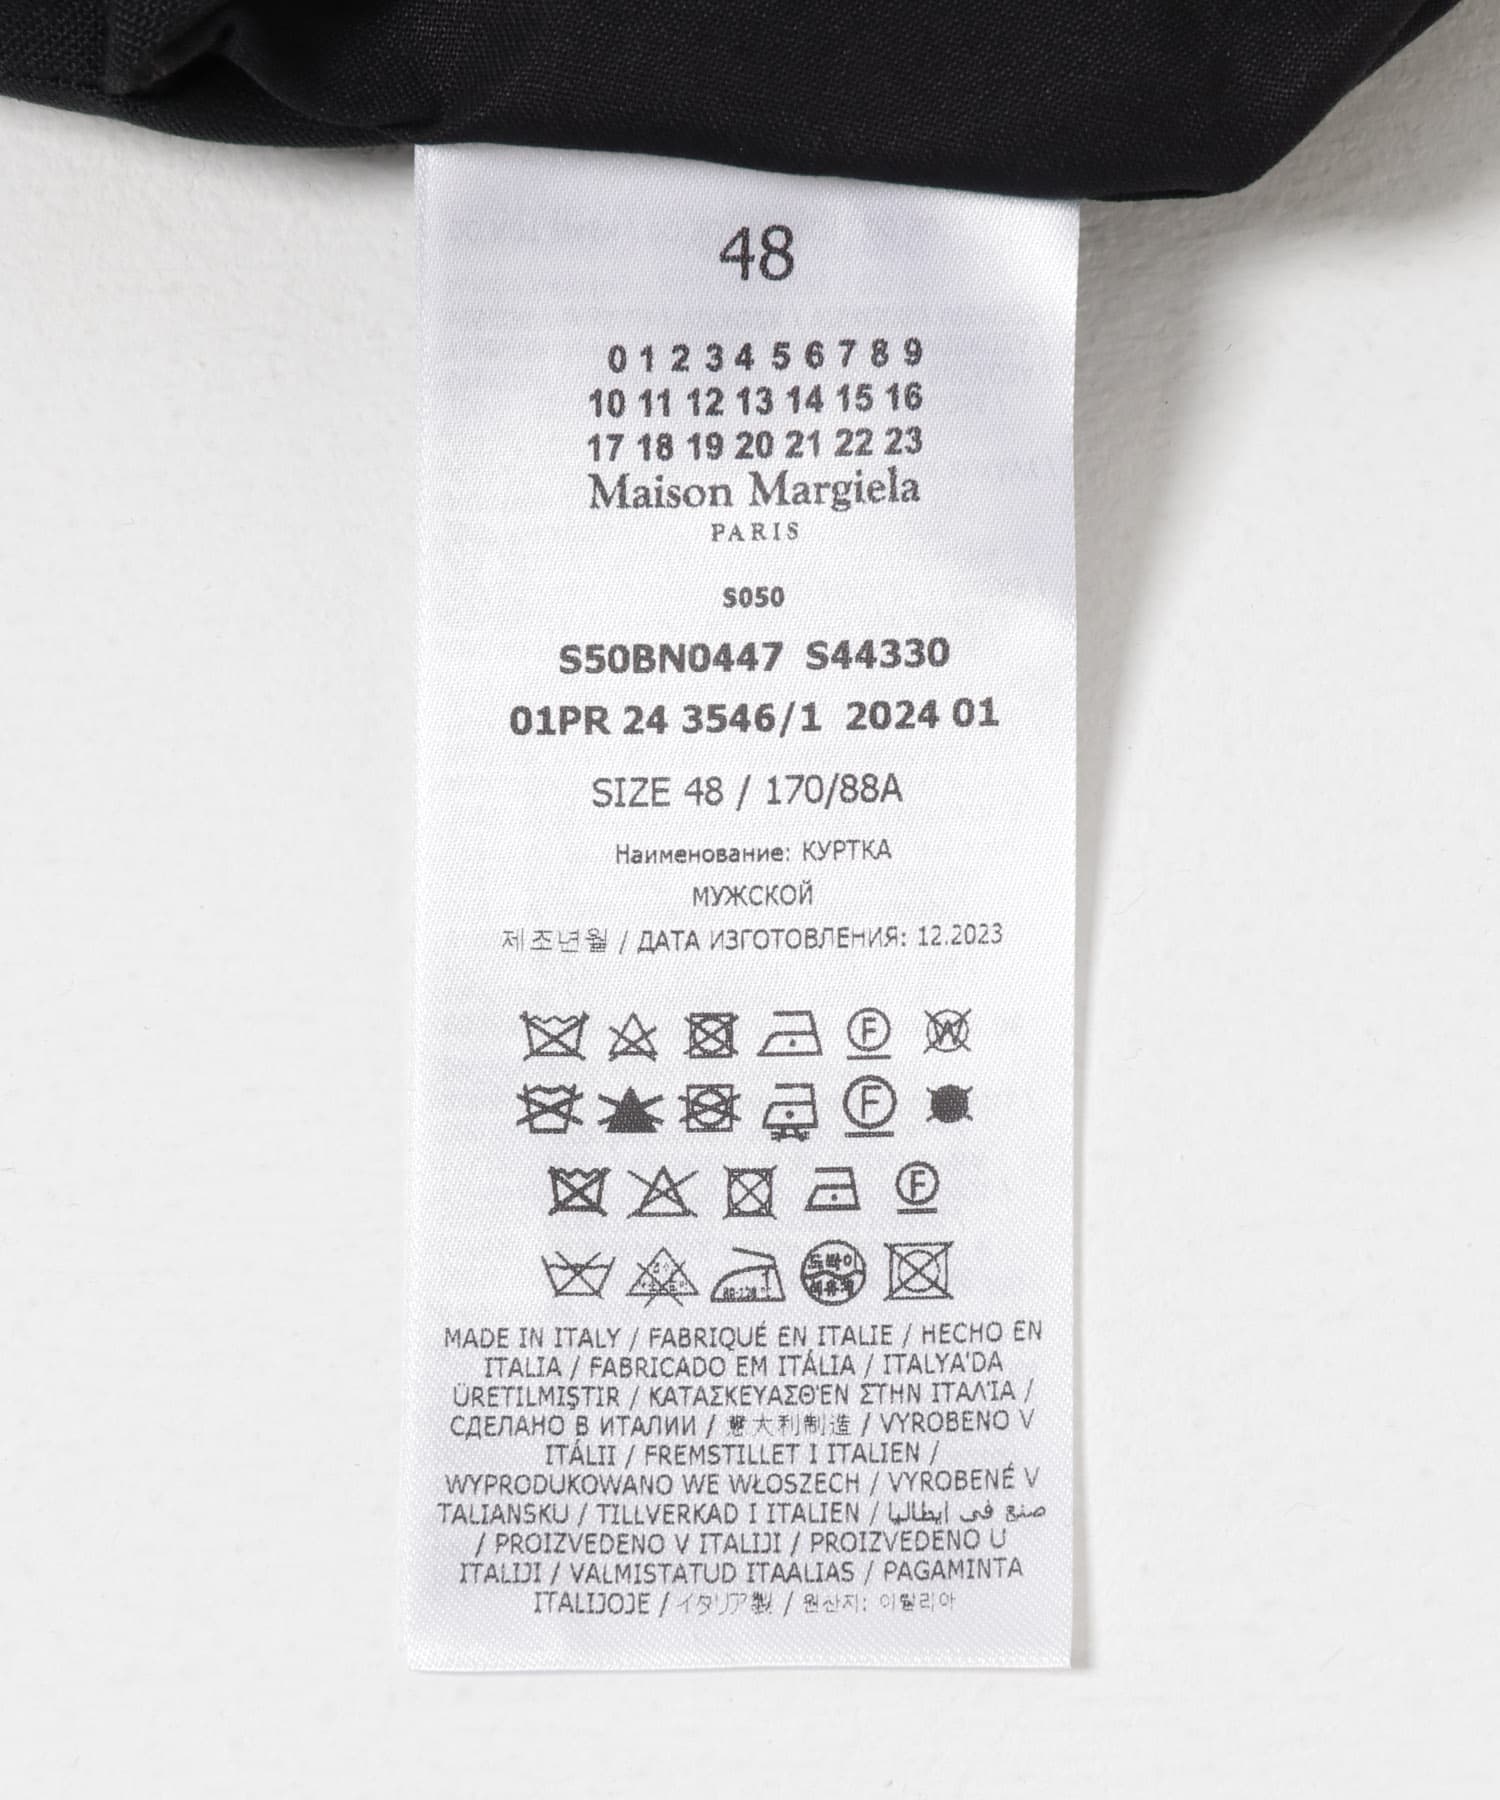 48
0 1 2 3 4 5 6 7 8 9
10 11 12 13 14 15 16
17 18 19 20 21 22 23
Maison Margiela
PARIS
S050
S50BN0447 S44330
01PR 24 3546/1 2024 01
SIZE 48 / 170/88A
Наименование: КУРТКА
МУЖСКОЙ
제조년월 / ДАТА ИЗГОТОВЛЕНИЯ: 12.2023
F W
F
F
드라이
MADE IN ITALY / FABRIQUÉ EN ITALIE / HECHO EN
ITALIA / FABRICADO EM ITÁLIA / ITALYA'DA
ÜRETILMIŞTIR / ΚΑΤΑΣΚΕΥΑΣΘΈΝ ΣΤΗΝ ΙΤΑΛΊΑ /
СДЕЛАНО В ИТАЛИИ / 意大利制造 / VYROBENO V
ITÁLII / FREMSTILLET I ITALIEN /
WYPRODUKOWANO WE WŁOSZECH / VYROBENÉ V
TALIANSKU / TILLVERKAD I ITALIEN / صنع في ايطاليا
/ PROIZVEDENO V ITALIJI / PROIZVEDENO U
ITALIJI / VALMISTATUD ITAALIAS / PAGAMINTA
ITALIJOJE / イタリア製 / 원산지: 이탈리아